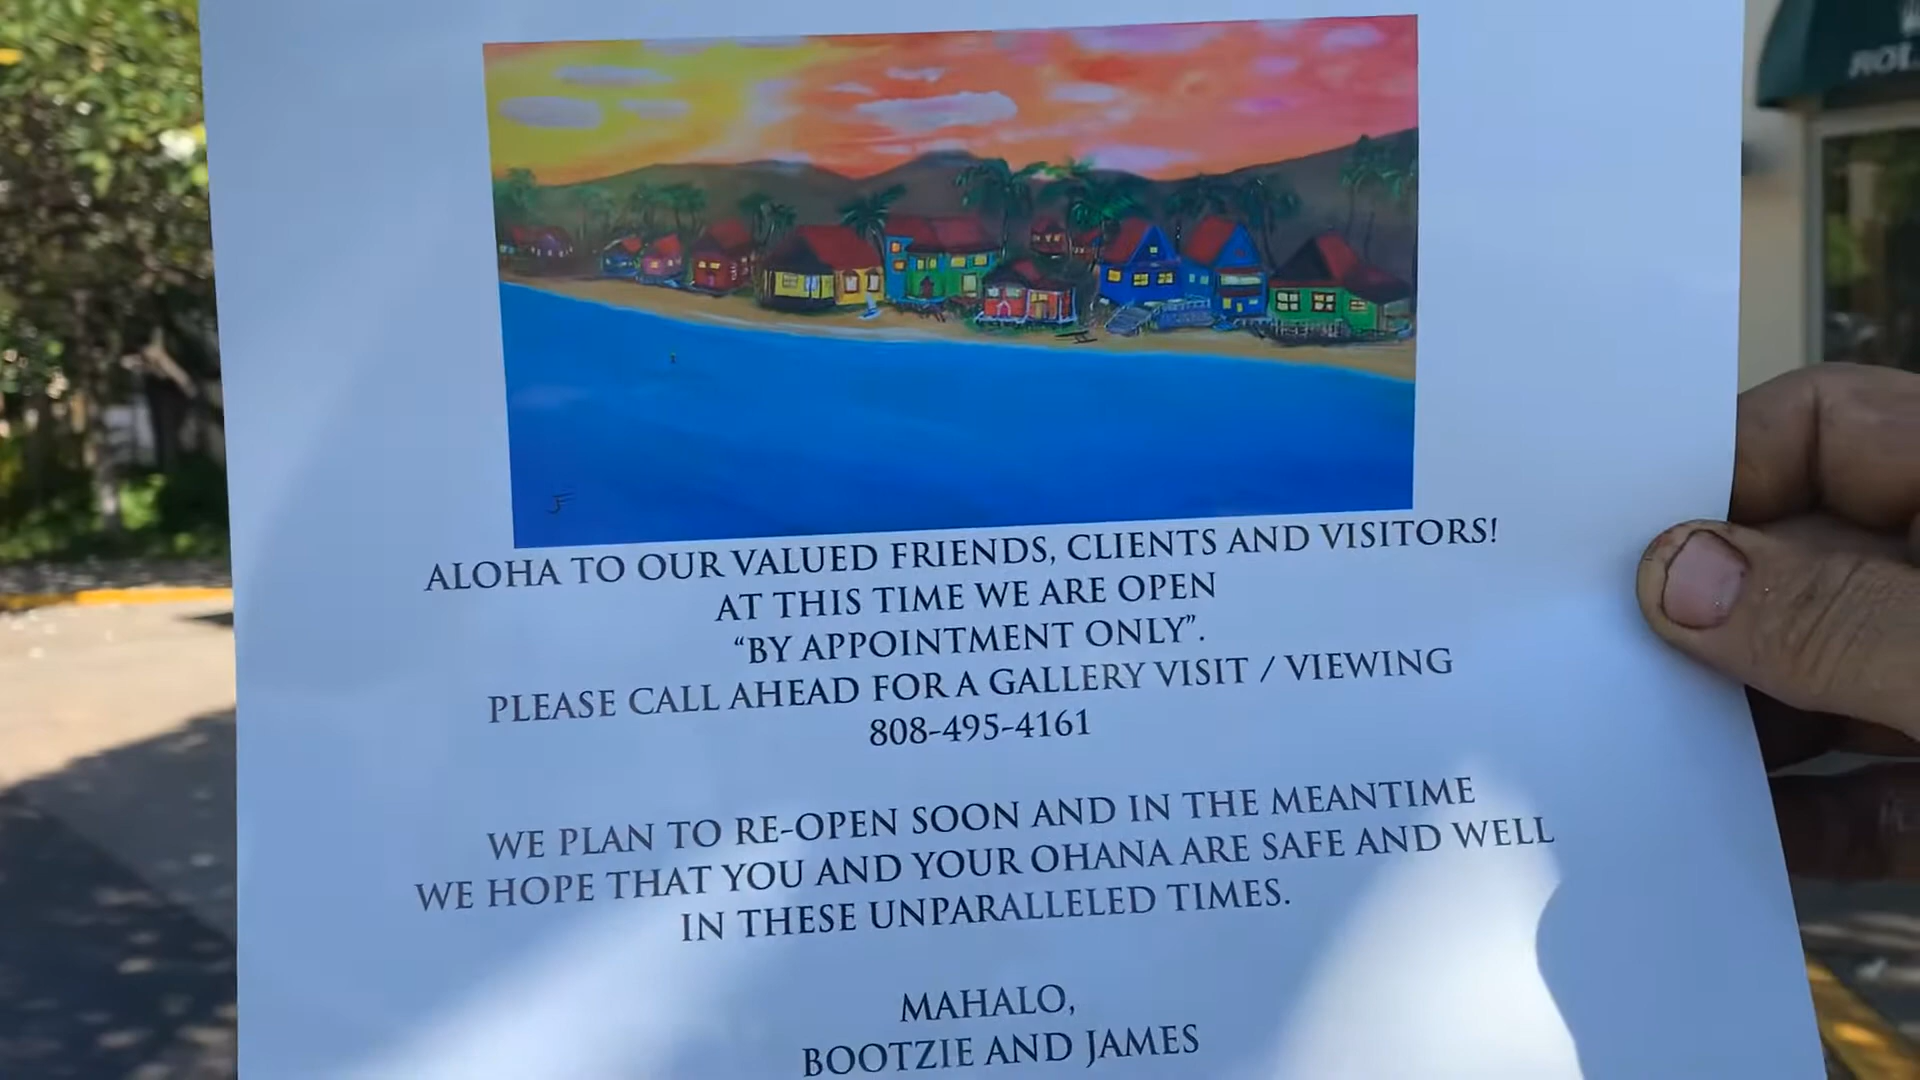 ALOHA TO OUR VALUED FRIENDS, CLIENTS AND VISITORS!
AT THIS TIME WE ARE OPEN
“BY APPOINTMENT ONLY”.
PLEASE CALL AHEAD FOR A GALLERY VISIT / VIEWING
808-495-4161
WE PLAN TO RE-OPEN SOON AND IN THE MEANTIME
WE HOPE THAT YOU AND YOUR OHANA ARE SAFE AND WELL
IN THESE UNPARALLELED TIMES.
MAHALO,
BOOTZIE AND JAMES